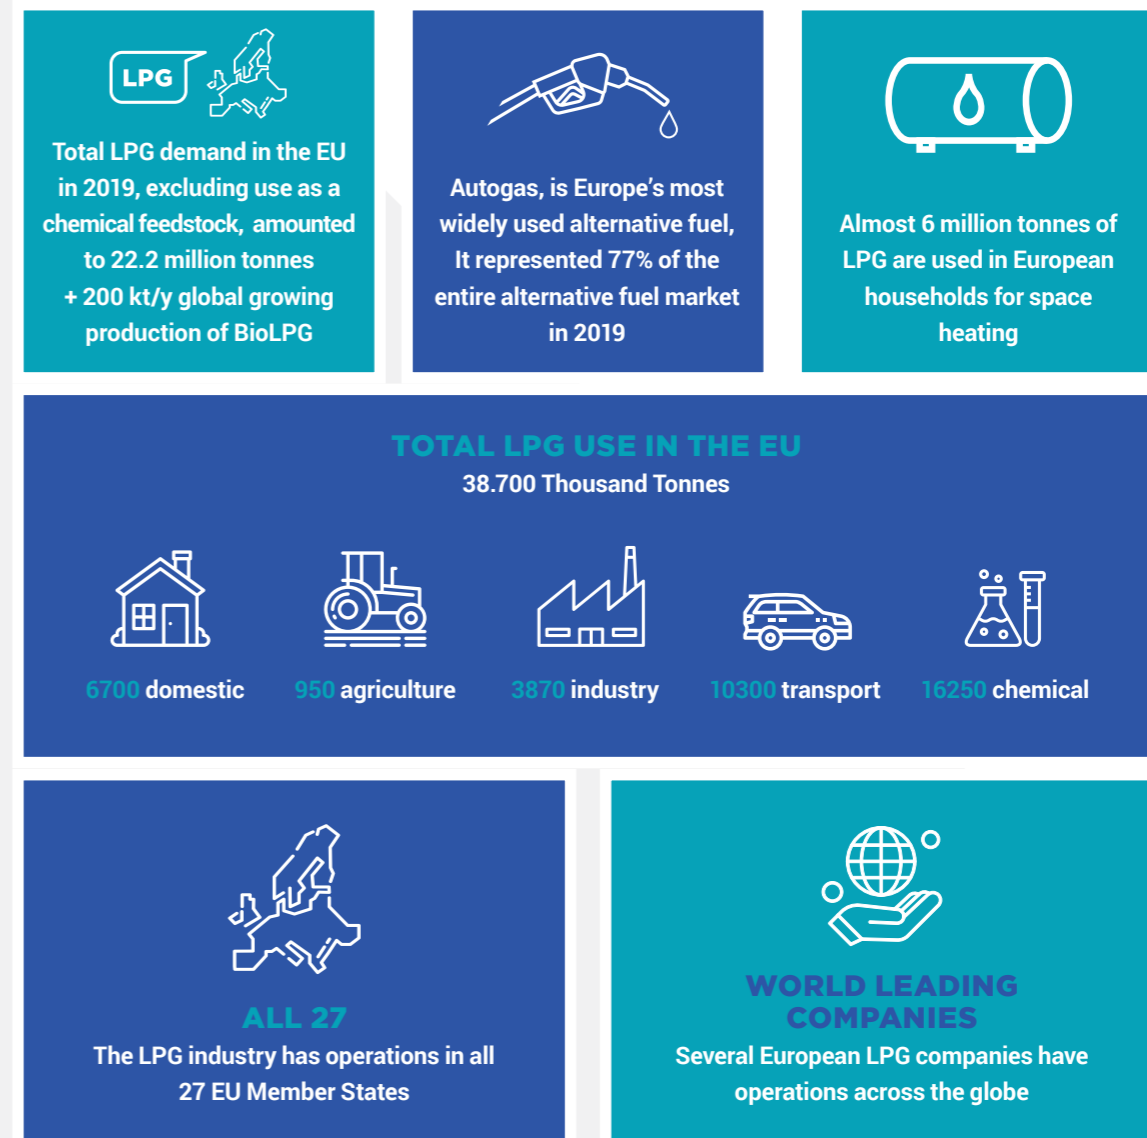 LPG
Total LPG demand in the EU
in 2019, excluding use as a
chemical feedstock, amounted
to 22.2 million tonnes
+ 200 kt/y global growing
production of BioLPG
Autogas, is Europe's most
widely used alternative fuel,
It represented 77% of the
entire alternative fuel market
in 2019
Almost 6 million tonnes of
LPG are used in European
households for space
heating
TOTAL LPG USE IN THE EU
38.700 Thousand Tonnes
6700 domestic
950 agriculture
3870 industry
10300 transport
16250 chemical
ALL 27
The LPG industry has operations in all
27 EU Member States
WORLD LEADING
COMPANIES
Several European LPG companies have
operations across the globe